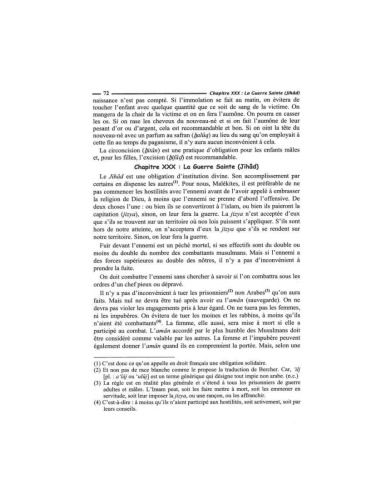 72 Chapitre XXX : La Guerre Sainte (Jihâd)
naissance n'est pas compté. Si l'immolation se fait au matin, on évitera de
toucher l'enfant avec quelque quantité que ce soit de sang de la victime. On
mangera de la chair de la victime et on en fera l'aumône. On pourra en casser
les os. Si on rase les cheveux du nouveau-né et si on fait l'aumône de leur
pesant d'or ou d'argent, cela est recommandable et bon. Si on oint la tête du
nouveau-né avec un parfum au safran (ḫalûq) au lieu du sang qu'on employait à
cette fin au temps du paganisme, il n'y aura aucun inconvénient à cela.
La circoncision (ḫitân) est une pratique d'obligation pour les enfants mâles
et, pour les filles, l'excision (ḫifâḍ) est recommandable.
Chapitre XXX : La Guerre Sainte (Jihâd)
Le Jihâd est une obligation d'institution divine. Son accomplissement par
certains en dispense les autres(1). Pour nous, Malékites, il est préférable de ne
pas commencer les hostilités avec l'ennemi avant de l'avoir appelé à embrasser
la religion de Dieu, à moins que l'ennemi ne prenne d'abord l'offensive. De
deux choses l'une : ou bien ils se convertiront à l'islam, ou bien ils paieront la
capitation (jizya), sinon, on leur fera la guerre. La jizya n'est acceptée d'eux
que s'ils se trouvent sur un territoire où nos lois puissent s'appliquer. S'ils sont
hors de notre atteinte, on n'acceptera d'eux la jizya que s'ils se rendent sur
notre territoire. Sinon, on leur fera la guerre.
Fuir devant l'ennemi est un péché mortel, si ses effectifs sont du double ou
moins du double du nombre des combattants musulmans. Mais si l'ennemi a
des forces supérieures au double des nôtres, il n'y a pas d'inconvénient à
prendre la fuite.
On doit combattre l'ennemi sans chercher à savoir si l'on combattra sous les
ordres d'un chef pieux ou dépravé.
Il n'y a pas d'inconvénient à tuer les prisonniers(2) non Arabes(3) qu'on aura
faits. Mais nul ne devra être tué après avoir eu l'amân (sauvegarde). On ne
devra pas violer les engagements pris à leur égard. On ne tuera pas les femmes,
ni les impubères. On évitera de tuer les moines et les rabbins, à moins qu'ils
n'aient été combattants(4). La femme, elle aussi, sera mise à mort si elle a
participé au combat. L'amân accordé par le plus humble des Musulmans doit
être considéré comme valable par les autres. La femme et l'impubère peuvent
également donner l'amân quand ils en comprennent la portée. Mais, selon une
(1) C'est donc ce qu'on appelle en droit français une obligation solidaire.
(2) Et non pas de race blanche comme le propose la traduction de Bercher. Car,
est un terme générique qui désigne tout impie non arabe. (n.c.)
(3) La règle est en réalité plus générale et s'étend à tous les prisonniers de guerre
adultes et mâles. L'Imam peut, soit les faire mettre à mort, soit les emmener en
servitude, soit leur imposer la jizya, ou une rançon, ou les affranchir.
(4) C'est-à-dire : à moins qu'ils n'aient participé aux hostilités, soit activement, soit par
leurs conseils.